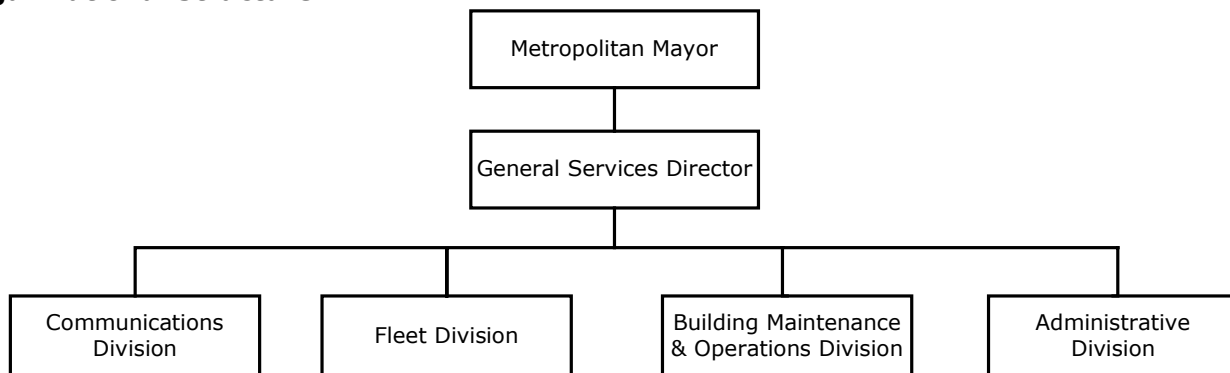 Metropolitan Mayor
General Services Director
Communications
Division
Fleet Division
Building Maintenance
& Operations Division
Administrative
Division